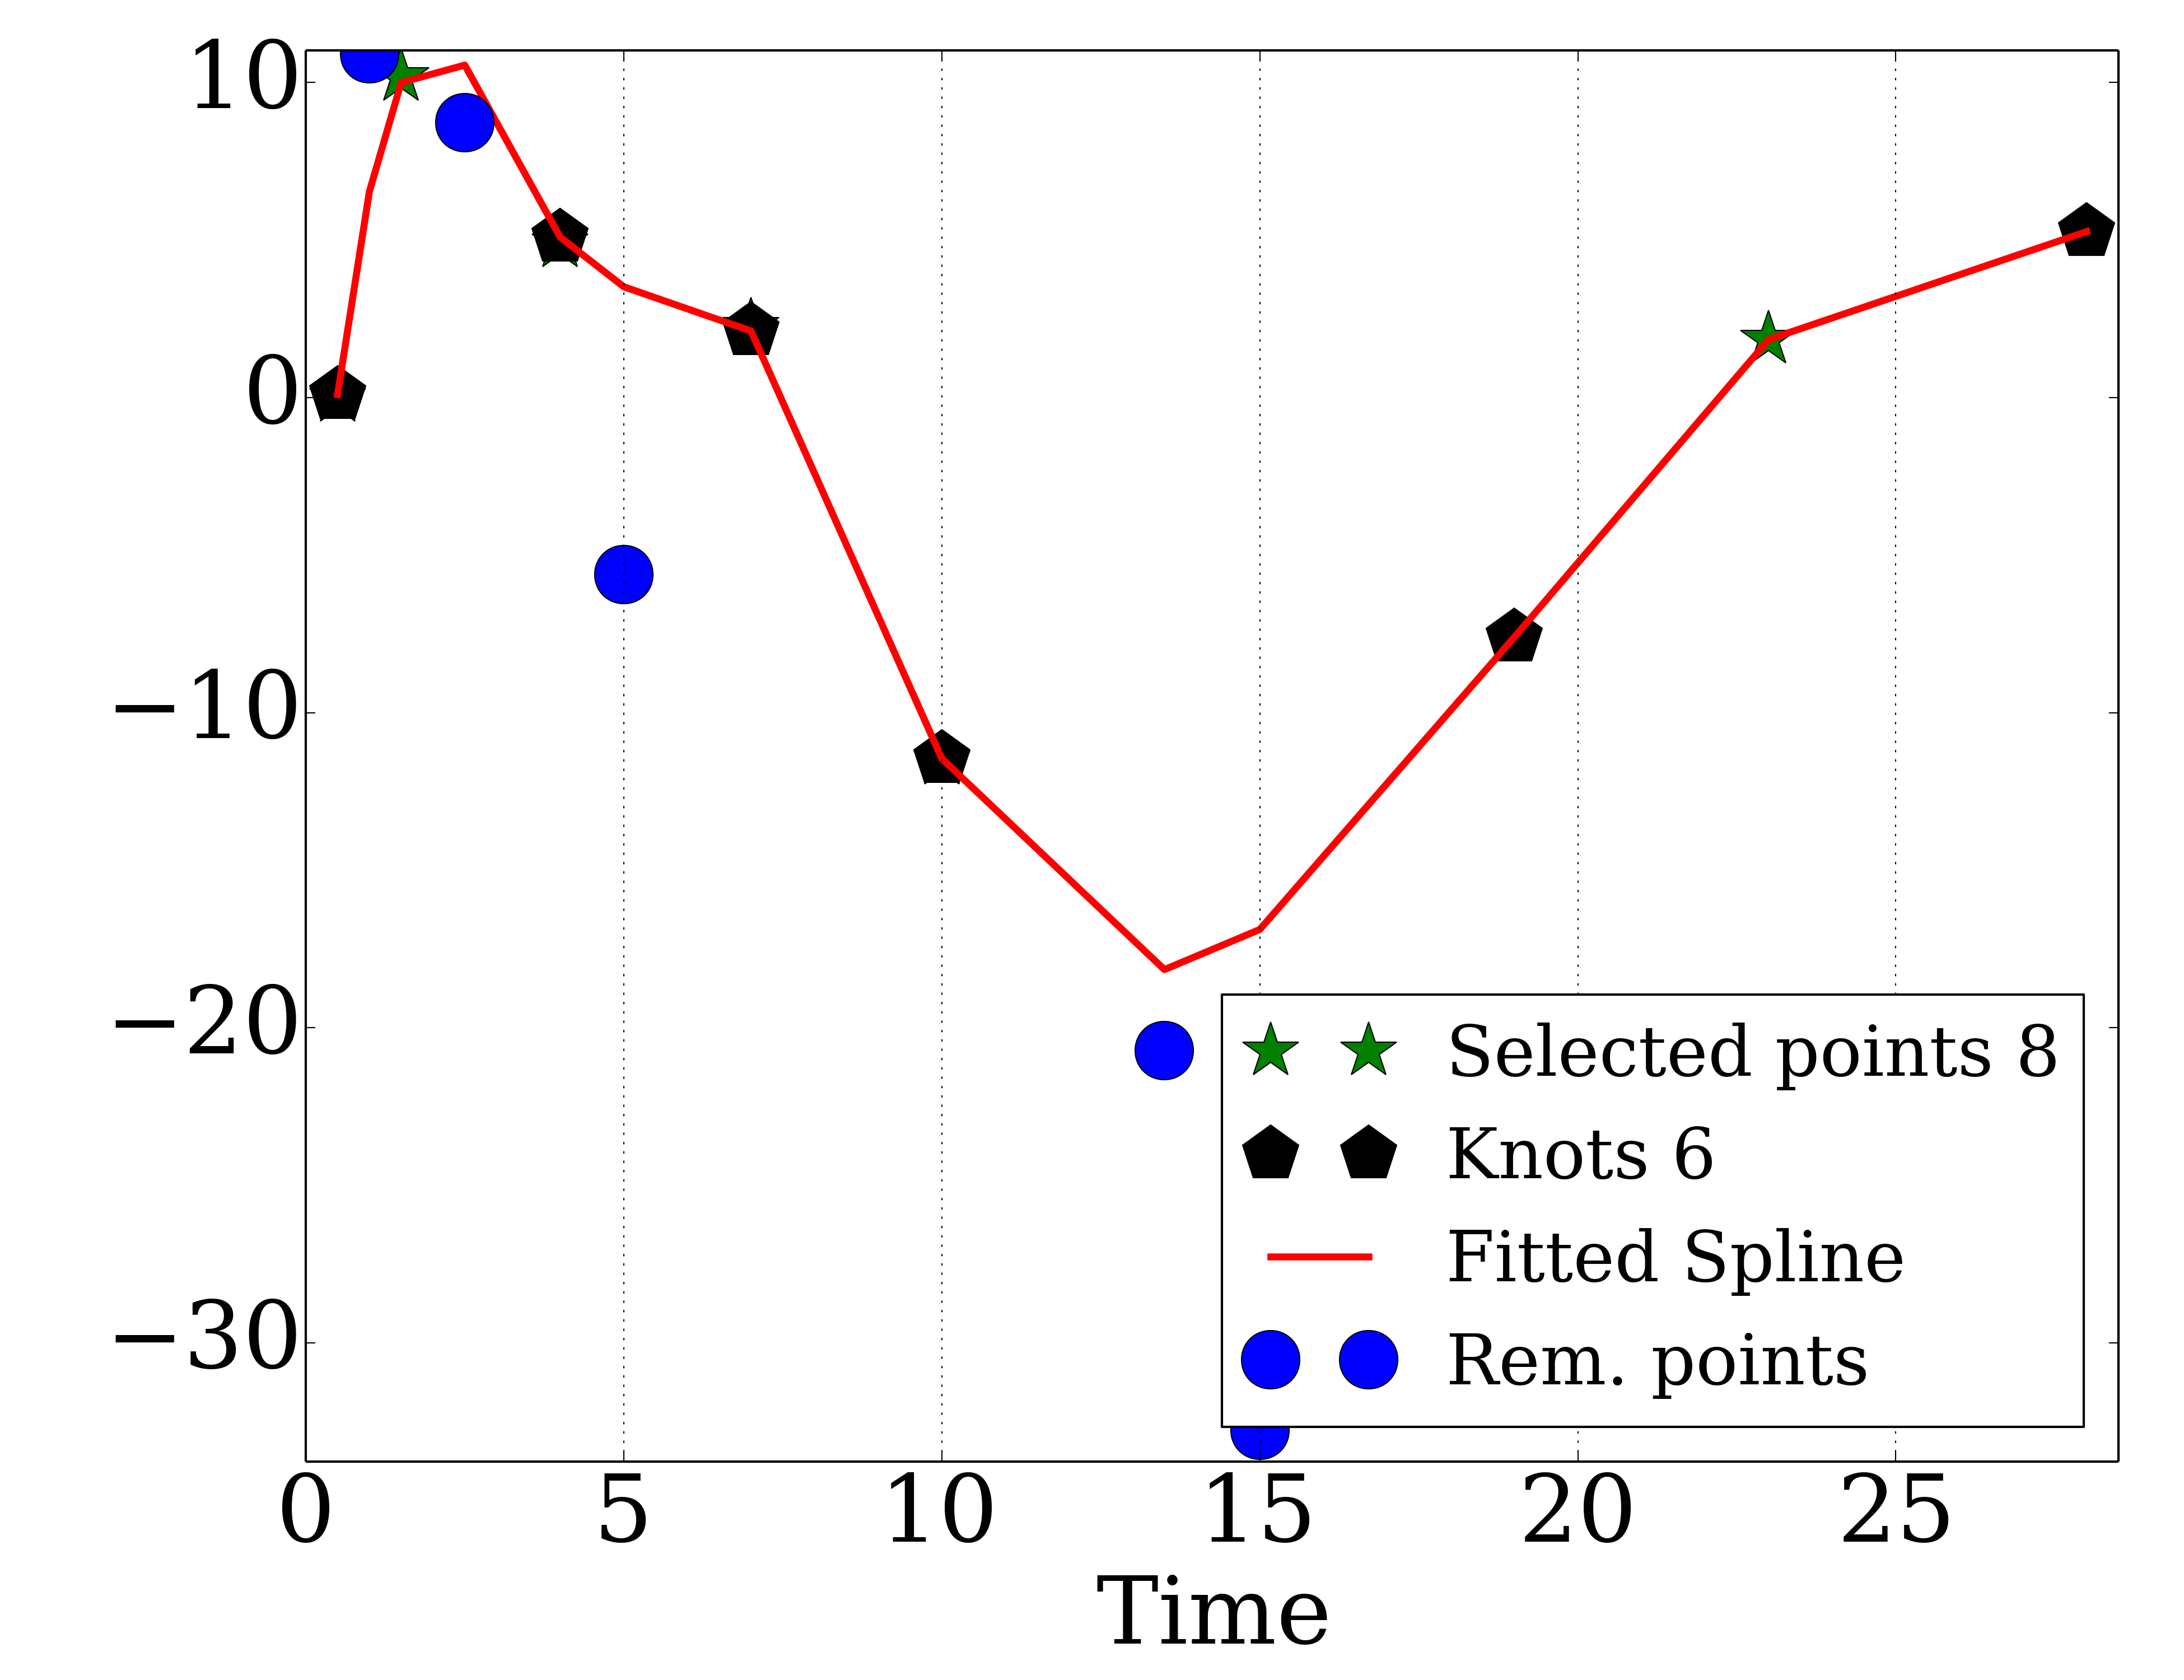 10
0
−10
−20
−30
Selected points 8
Knots 6
Fitted Spline
Rem. points
0 5 10 15 20 25
Time